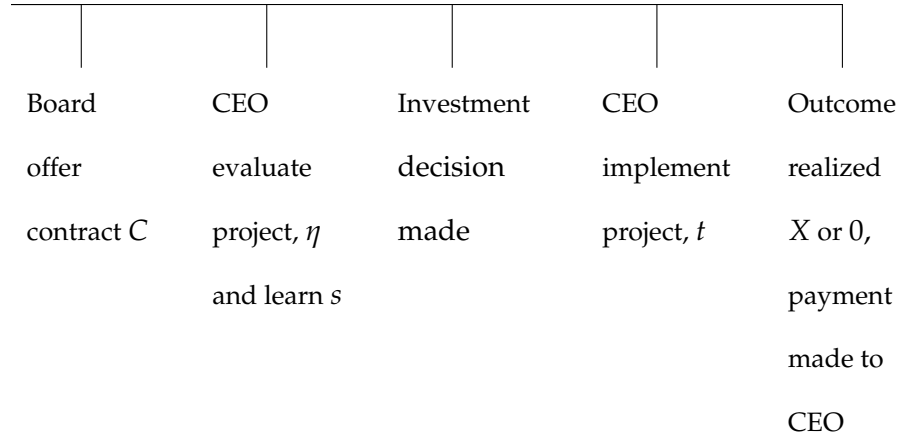 Board
offer
contract C
CEO
evaluate
project, η
and learn s
Investment
decision
made
CEO
implement
project, t
Outcome
realized
X or 0,
payment
made to
CEO